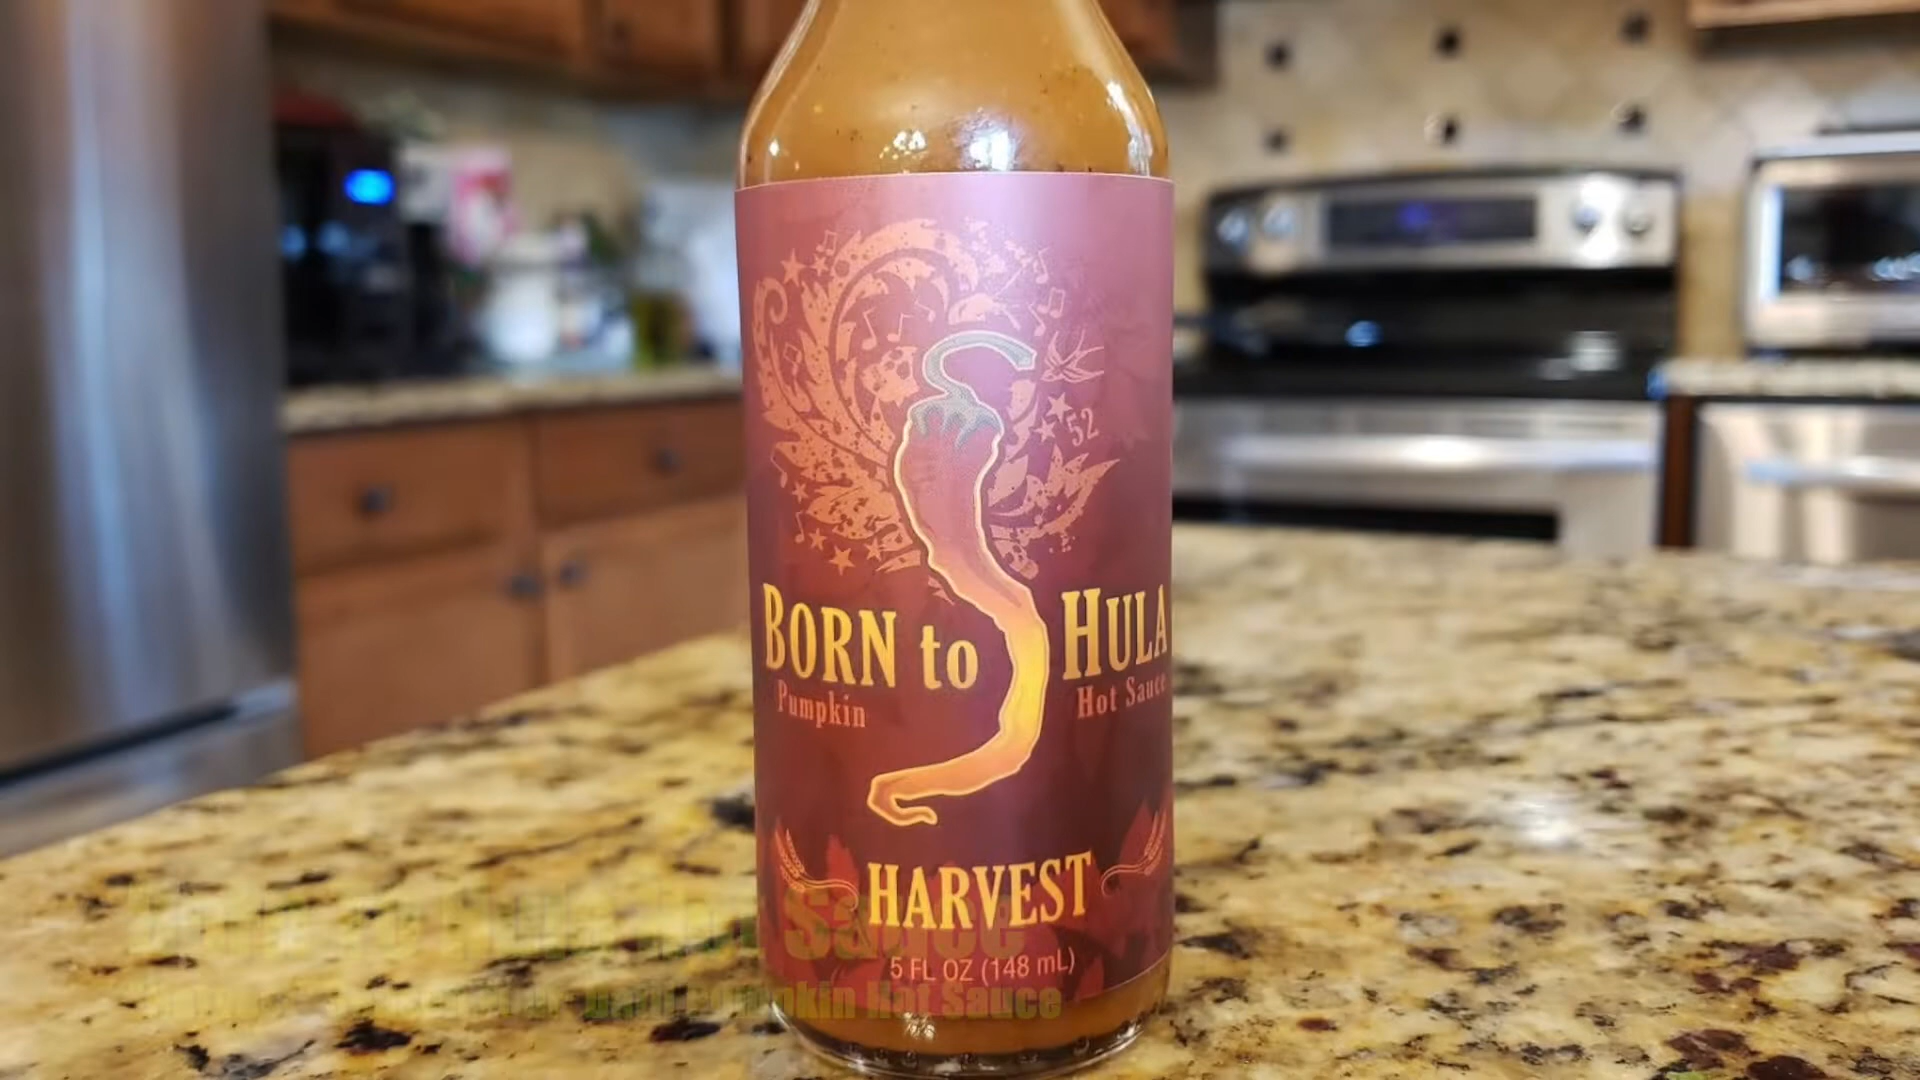 52
BORN to HULA
Pumpkin Hot Sauce
HARVEST
5 FL OZ (148 mL)
Sauce
Pumpkin Hot Sauce